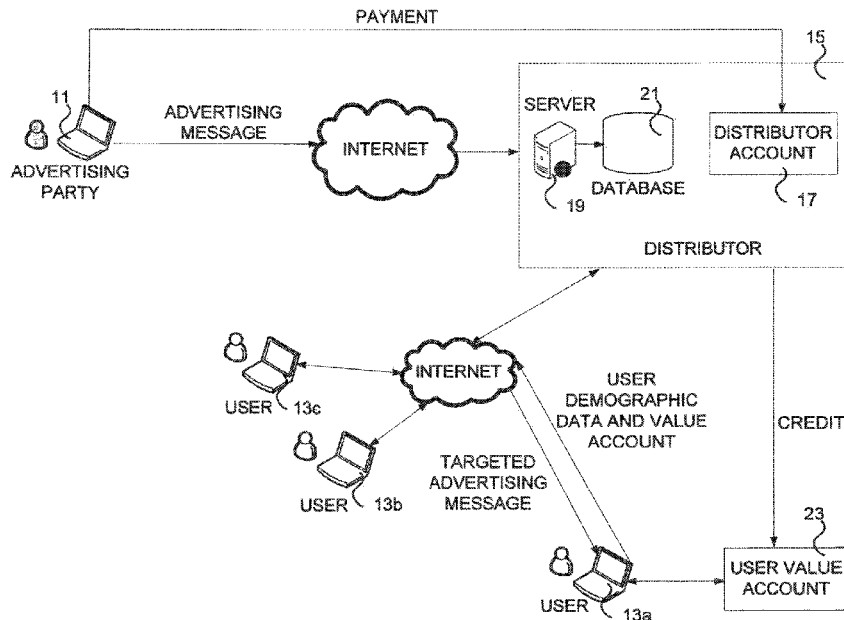 PAYMENT
15
11
ADVERTISING
MESSAGE
SERVER
21
INTERNET
DISTRIBUTOR
ACCOUNT
ADVERTISING
PARTY
DATABASE
19
17
DISTRIBUTOR
INTERNET
USER
DEMOGRAPHIC
DATA AND VALUE
ACCOUNT
USER
13c
CREDIT
TARGETED
ADVERTISING
MESSAGE
USER
13b
23
USER VALUE
ACCOUNT
USER
13a